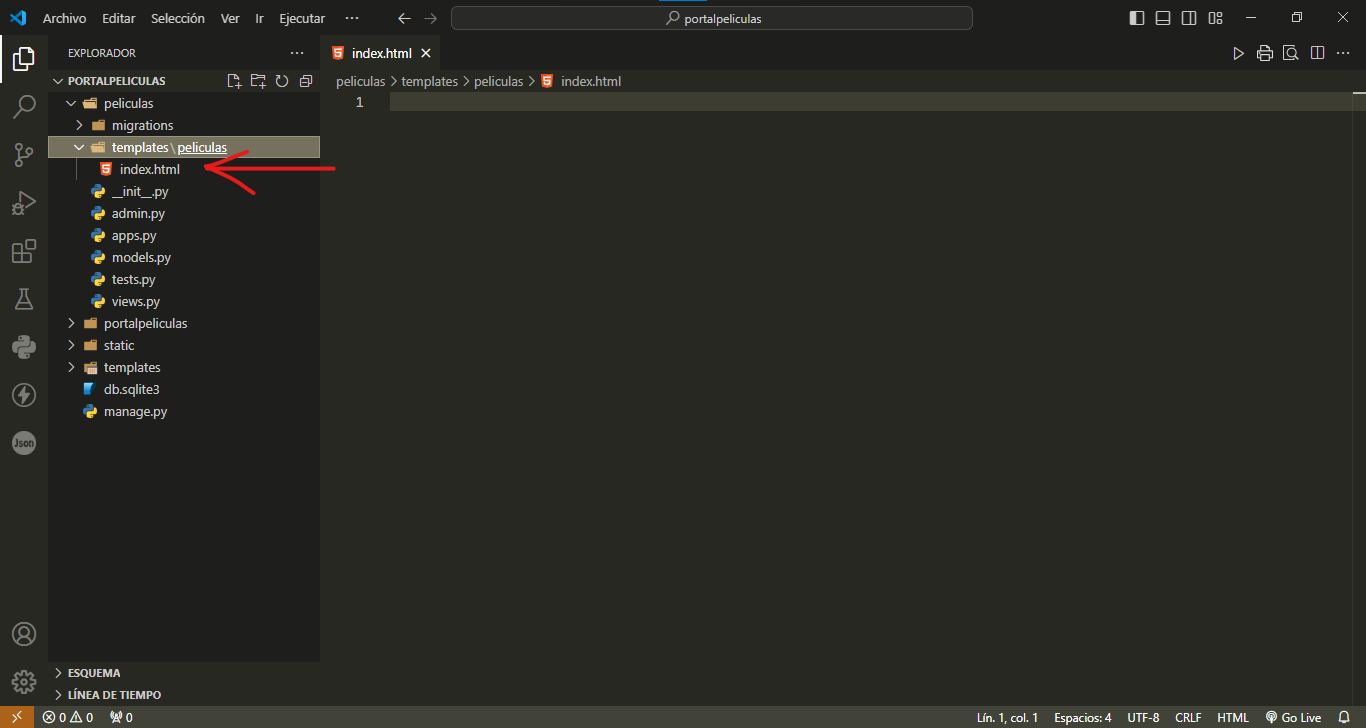 Archivo Editar Selección Ver Ir Ejecutar ··· portalpeliculas
EXPLORADOR ···
index.html
PORTALPELICULAS
peliculas > templates > peliculas > index.html
peliculas
migrations
templates\peliculas
index.html
__init__.py
admin.py
apps.py
models.py
tests.py
views.py
portalpeliculas
static
templates
db.sqlite3
manage.py
1
Json
ESQUEMA
LÍNEA DE TIEMPO
0 0 0 Lín. 1, col. 1 Espacios: 4 UTF-8 CRLF HTML Go Live